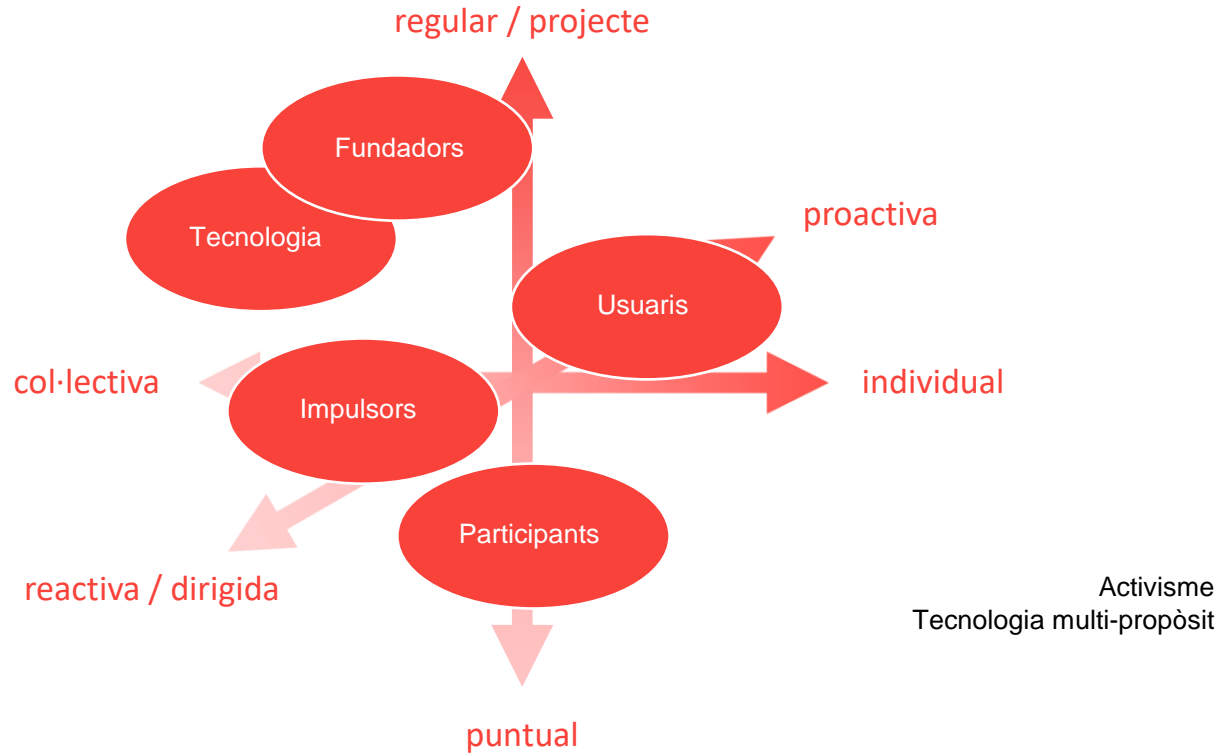 regular / projecte
Fundadors
proactiva
Tecnologia
Usuaris
col·lectiva
individual
Impulsors
Participants
reactiva / dirigida
Activisme
Tecnologia multi-propòsit
puntual